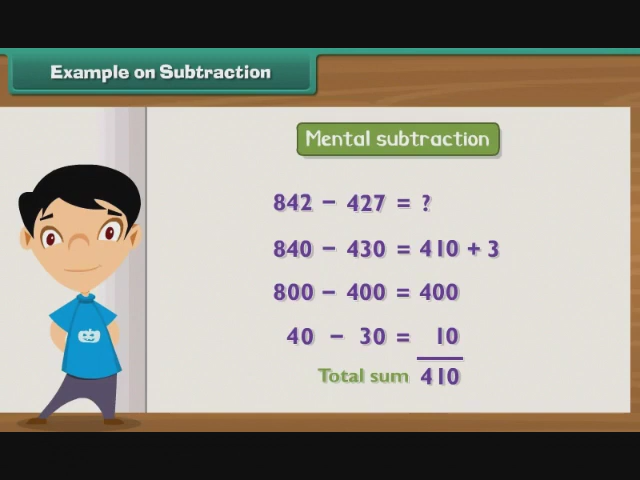 Example on Subtraction
Mental subtraction
842 - 427 = ?
840 - 430 = 410 + 3
800 - 400 = 400
40 - 30 = 10
Total sum 410